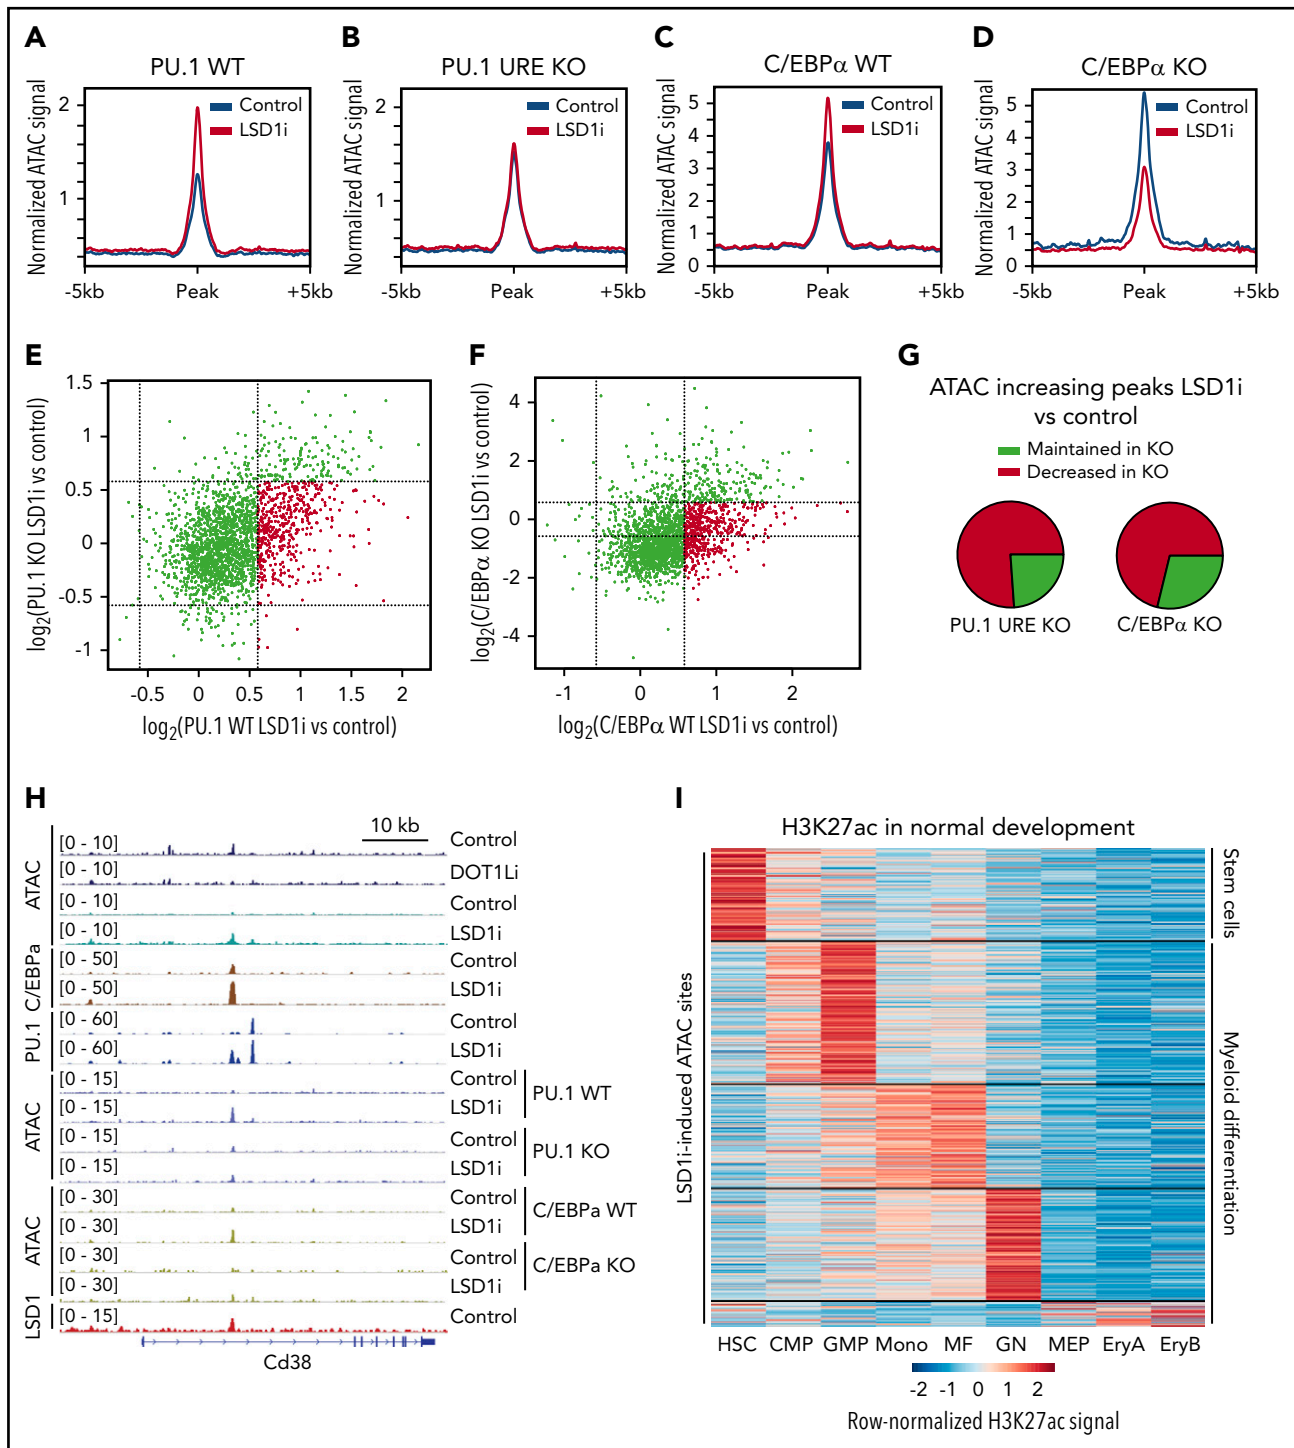 A
PU.1 WT
Normalized ATAC signal
2
1
Control
LSD1i
-5kb
Peak
+5kb
B
PU.1 URE KO
Normalized ATAC signal
2
1
Control
LSD1i
-5kb
Peak
+5kb
C
C/EBPα WT
Normalized ATAC signal
5
4
3
2
1
0
Control
LSD1i
-5kb
Peak
+5kb
D
C/EBPα KO
Normalized ATAC signal
5
4
3
2
1
0
Control
LSD1i
-5kb
Peak
+5kb
E
log2(PU.1 KO LSD1i vs control)
1.5
1
0.5
0
-0.5
-1
-0.5 0 0.5 1 1.5 2
log2(PU.1 WT LSD1i vs control)
F
log2(C/EBPα KO LSD1i vs control)
4
2
0
-2
-4
-1 0 1 2
log2(C/EBPα WT LSD1i vs control)
G
ATAC increasing peaks LSD1i
vs control
Maintained in KO
Decreased in KO
PU.1 URE KO
C/EBPα KO
H
10 kb
ATAC
[0 - 10] Control
[0 - 10] DOT1Li
[0 - 10] Control
[0 - 10] LSD1i
C/EBPa
[0 - 50] Control
[0 - 50] LSD1i
PU.1
[0 - 60] Control
[0 - 60] LSD1i
ATAC
[0 - 15] Control
[0 - 15] LSD1i
PU.1 WT
[0 - 15] Control
[0 - 15] LSD1i
PU.1 KO
ATAC
[0 - 30] Control
[0 - 30] LSD1i
C/EBPa WT
[0 - 30] Control
[0 - 30] LSD1i
C/EBPa KO
LSD1
[0 - 15] Control
Cd38
I
H3K27ac in normal development
LSD1i-induced ATAC sites
Stem cells
Myeloid differentiation
HSC CMP GMP Mono MF GN MEP EryA EryB
-2 -1 0 1 2
Row-normalized H3K27ac signal